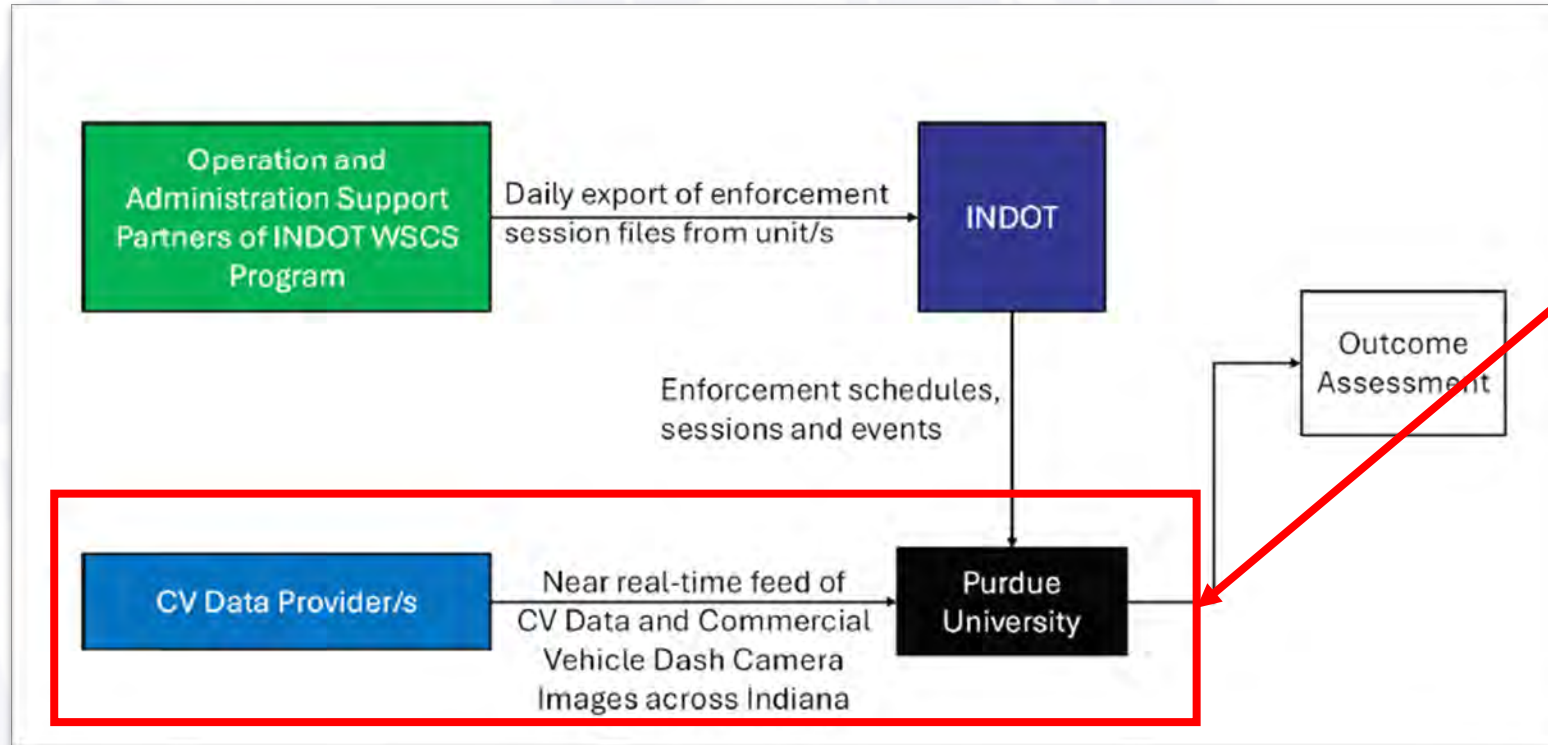 Operation and
Administration Support
Partners of INDOT WSCS
Program
Daily export of enforcement
session files from unit/s
INDOT
Enforcement schedules,
sessions and events
Outcome
Assessment
CV Data Provider/s
Near real-time feed of
CV Data and Commercial
Vehicle Dash Camera
Images across Indiana
Purdue
University